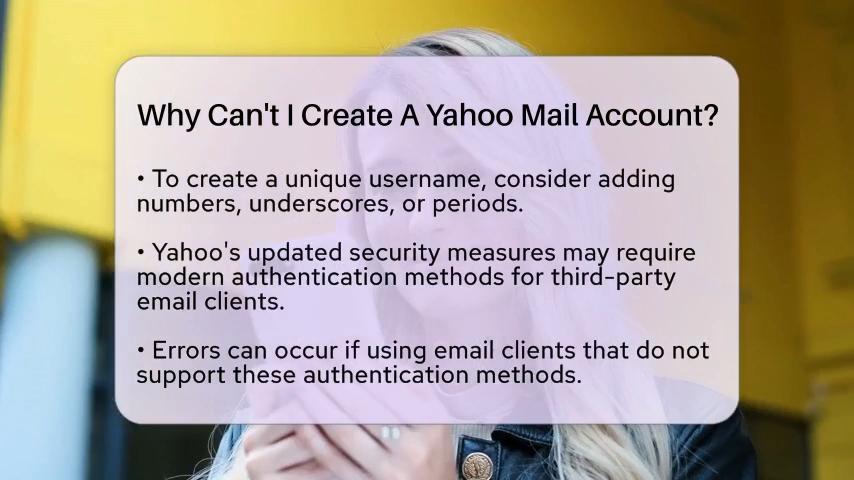 Why Can't I Create A Yahoo Mail Account?
• To create a unique username, consider adding
numbers, underscores, or periods.
• Yahoo's updated security measures may require
modern authentication methods for third-party
email clients.
• Errors can occur if using email clients that do not
support these authentication methods.